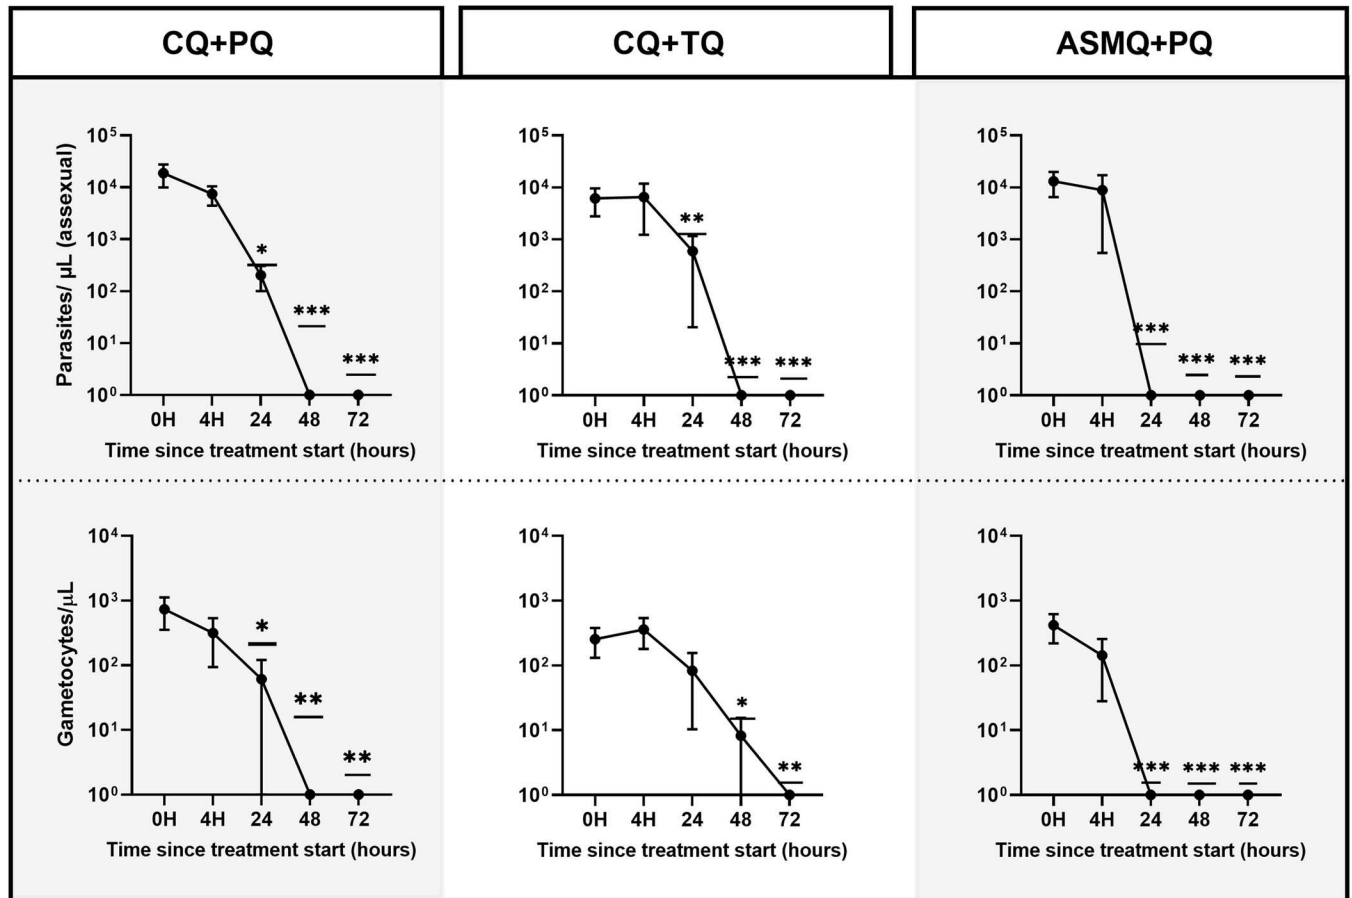 CQ+PQ
CQ+TQ
ASMQ+PQ
Parasites/ µL (assexual)
10⁵
10⁴
10³
10²
10¹
10⁰
*
***
***
0H 4H 24 48 72
Time since treatment start (hours)
10⁵
10⁴
10³
10²
10¹
10⁰
**
***
***
0H 4H 24 48 72
Time since treatment start (hours)
10⁵
10⁴
10³
10²
10¹
10⁰
***
***
***
0H 4H 24 48 72
Time since treatment start (hours)
Gametocytes/µL
10⁴
10³
10²
10¹
10⁰
*
**
**
0H 4H 24 48 72
Time since treatment start (hours)
10⁴
10³
10²
10¹
10⁰
*
**
0H 4H 24 48 72
Time since treatment start (hours)
10⁴
10³
10²
10¹
10⁰
***
***
***
0H 4H 24 48 72
Time since treatment start (hours)